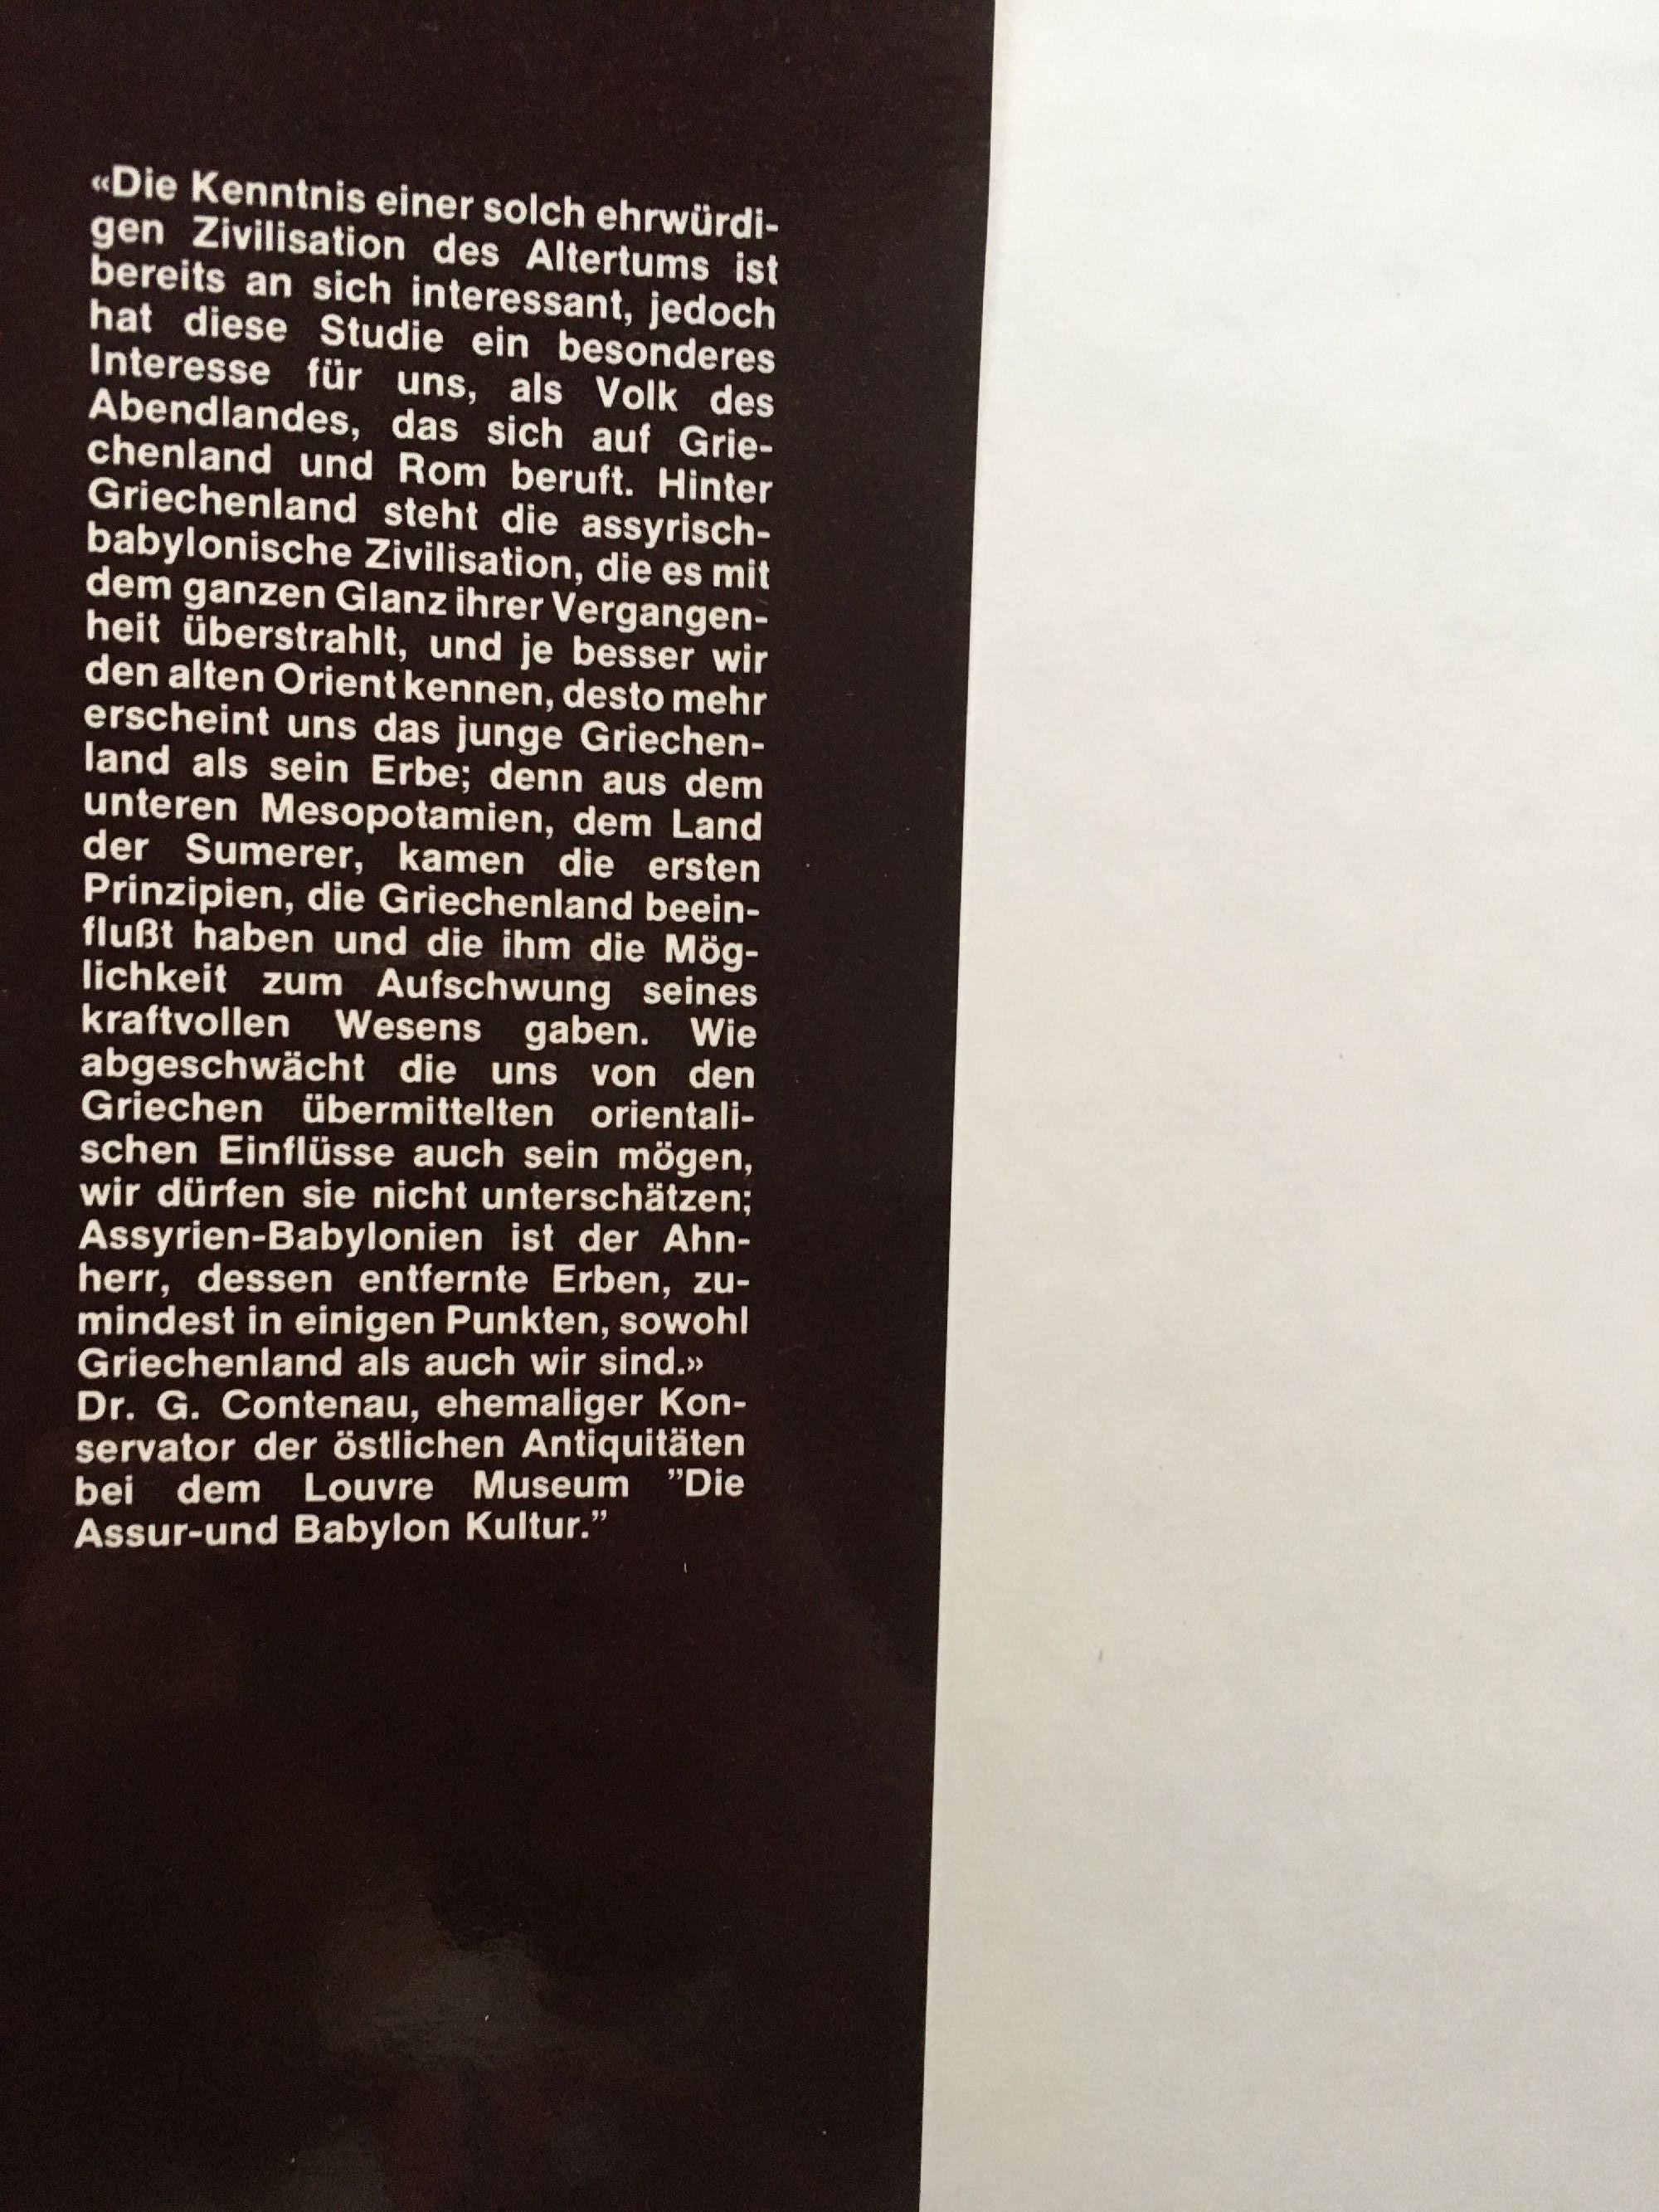 «Die Kenntnis einer solch ehrwürdi-
gen Zivilisation des Altertums ist
bereits an sich interessant, jedoch
hat diese Studie ein besonderes
Interesse für uns, als Volk des
Abendlandes, das sich auf Grie-
chenland und Rom beruft. Hinter
Griechenland steht die assyrisch-
babylonische Zivilisation, die es mit
dem ganzen Glanz ihrer Vergangen-
heit überstrahlt, und je besser wir
den alten Orient kennen, desto mehr
erscheint uns das junge Griechen-
land als sein Erbe; denn aus dem
unteren Mesopotamien, dem Land
der Sumerer, kamen die ersten
Prinzipien, die Griechenland beein-
flußt haben und die ihm die Mög-
lichkeit zum Aufschwung seines
kraftvollen Wesens gaben. Wie
abgeschwächt die uns von den
Griechen übermittelten orientali-
schen Einflüsse auch sein mögen,
wir dürfen sie nicht unterschätzen;
Assyrien-Babylonien ist der Ahn-
herr, dessen entfernte Erben, zu-
mindest in einigen Punkten, sowohl
Griechenland als auch wir sind.»
Dr. G. Contenau, ehemaliger Kon-
servator der östlichen Antiquitäten
bei dem Louvre Museum ”Die
Assur-und Babylon Kultur.”